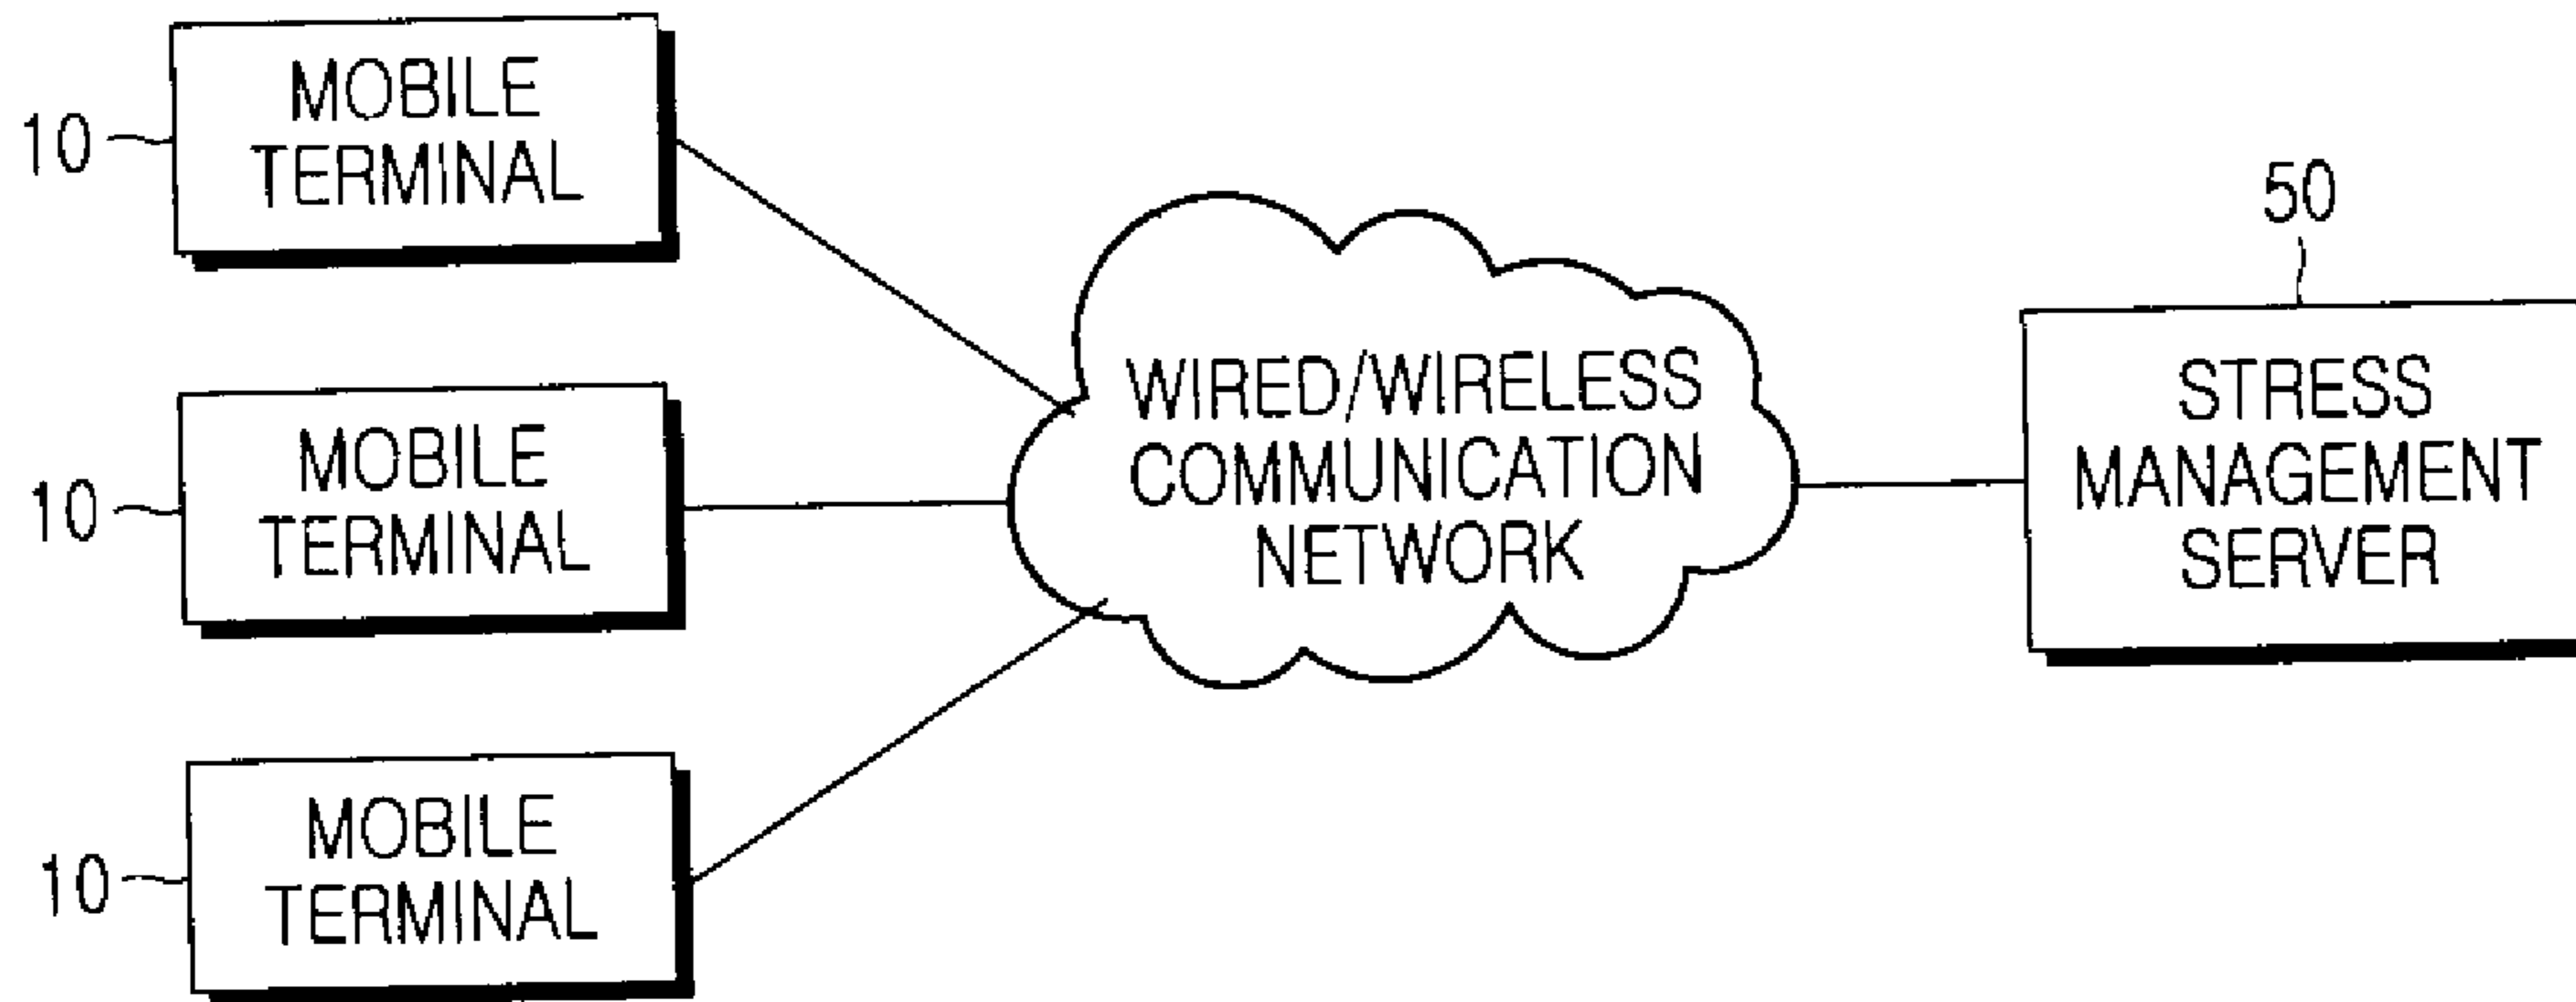 10
MOBILE
TERMINAL
10
MOBILE
TERMINAL
10
MOBILE
TERMINAL
WIRED/WIRELESS
COMMUNICATION
NETWORK
50
STRESS
MANAGEMENT
SERVER